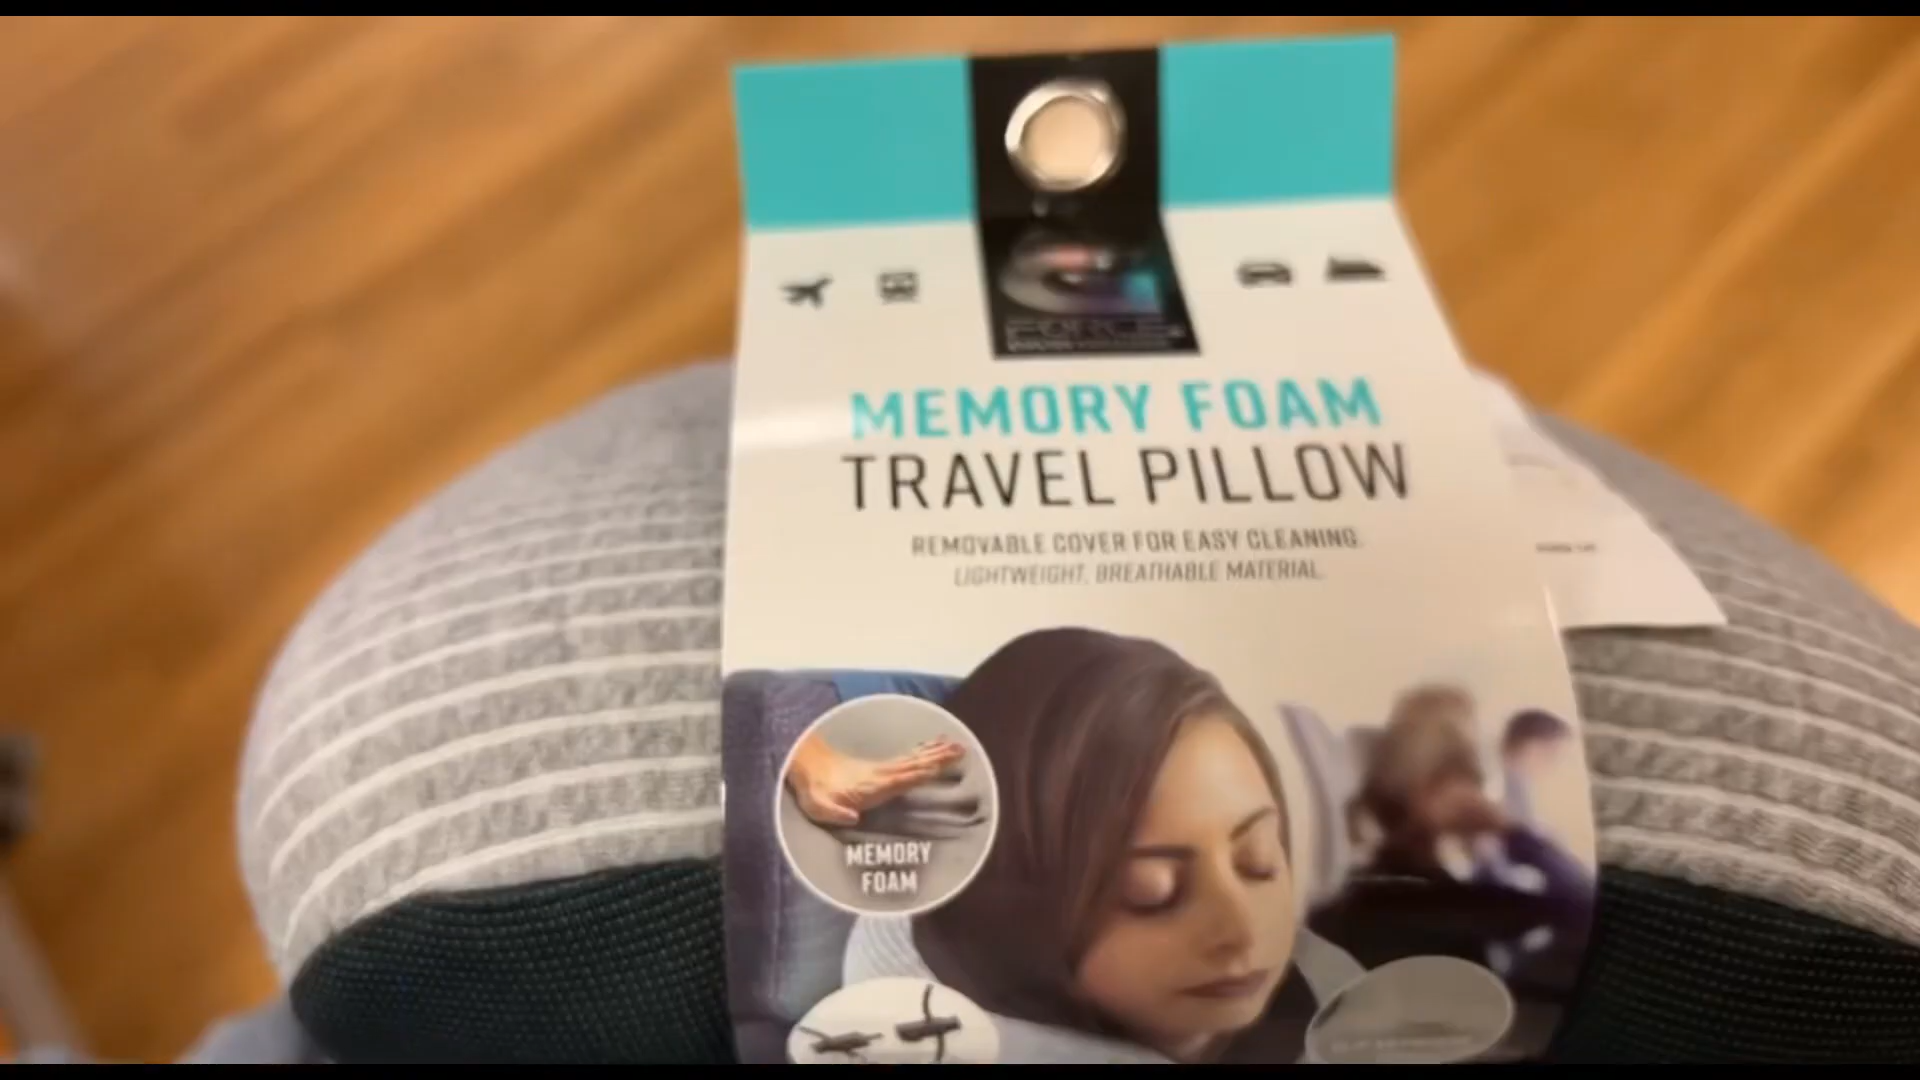 MEMORY FOAM
TRAVEL PILLOW
REMOVABLE COVER FOR EASY CLEANING.
LIGHTWEIGHT, BREATHABLE MATERIAL.
MEMORY
FOAM